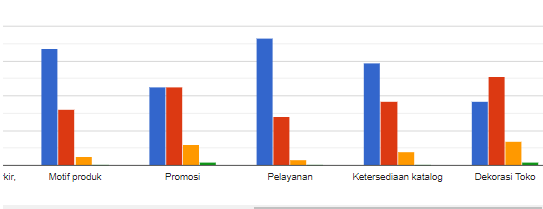 kir, Motif produk Promosi Pelayanan Ketersediaan katalog Dekorasi Toko